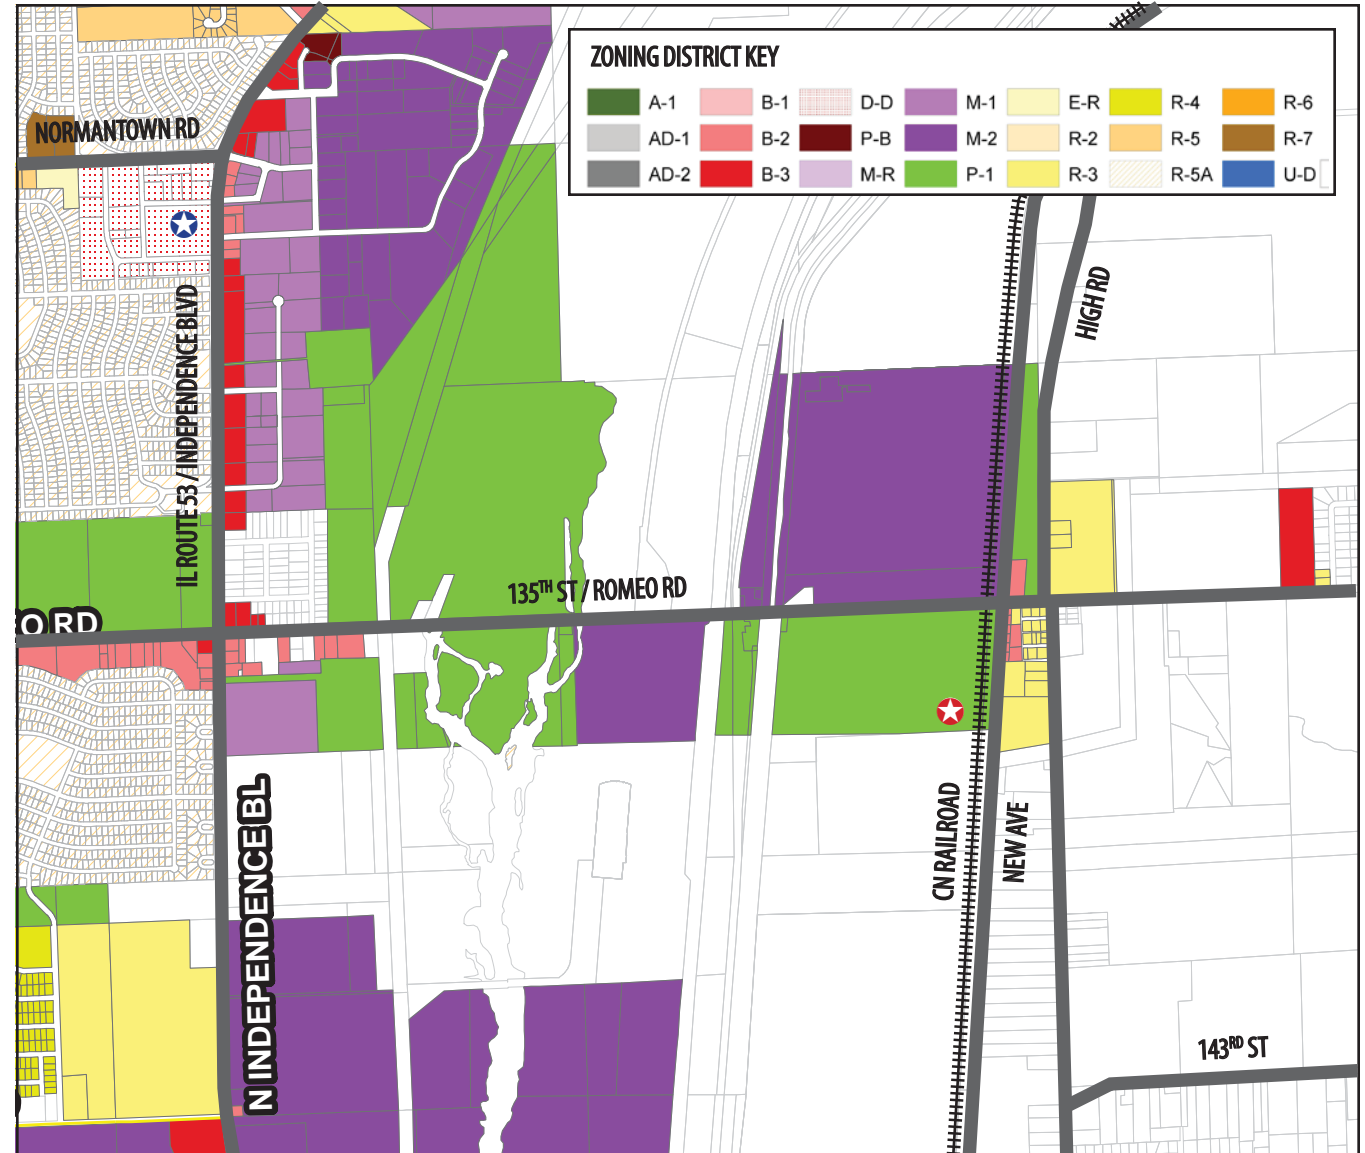 ZONING DISTRICT KEY
A-1 B-1 D-D M-1 E-R R-4 R-6
AD-1 B-2 P-B M-2 R-2 R-5 R-7
AD-2 B-3 M-R P-1 R-3 R-5A U-D
NORMANTOWN RD
IL ROUTE 53 / INDEPENDENCE BLVD
HIGH RD
135TH ST / ROMEO RD
O RD
N INDEPENDENCE BL
CN RAILROAD
NEW AVE
143RD ST